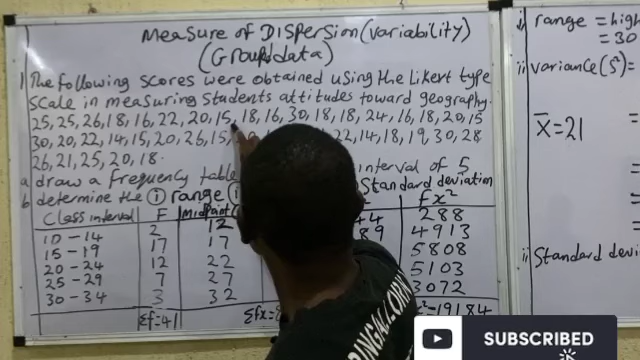 Measure of DISpersion(variability)
(Grouped data)
1 The following scores were obtained using the Likert type
scale in measuring Students attitudes toward geography.
25, 25, 26, 18, 16, 22, 20, 15, 18, 16, 30, 18, 18, 24, 16, 18, 20, 15
30, 20, 22, 14, 15, 20, 26, 15, 22, 14, 18, 19, 30, 28
26, 21, 25, 20, 18.
a draw a frequency table interval of 5
b determine the (i) range Standard deviation
Class interval F Midpoint fx²
10 - 14 2 12 288
15 - 19 17 17 89 4913
20 - 24 12 22 5808
25 - 29 7 27 5103
30 - 34 3 32 3072
Σf=41 Σfx= =19184
i) range = high
= 30
ii variance (S²) =
X̄ = 21
=
=
=
ii Standard devi
SUBSCRIBED